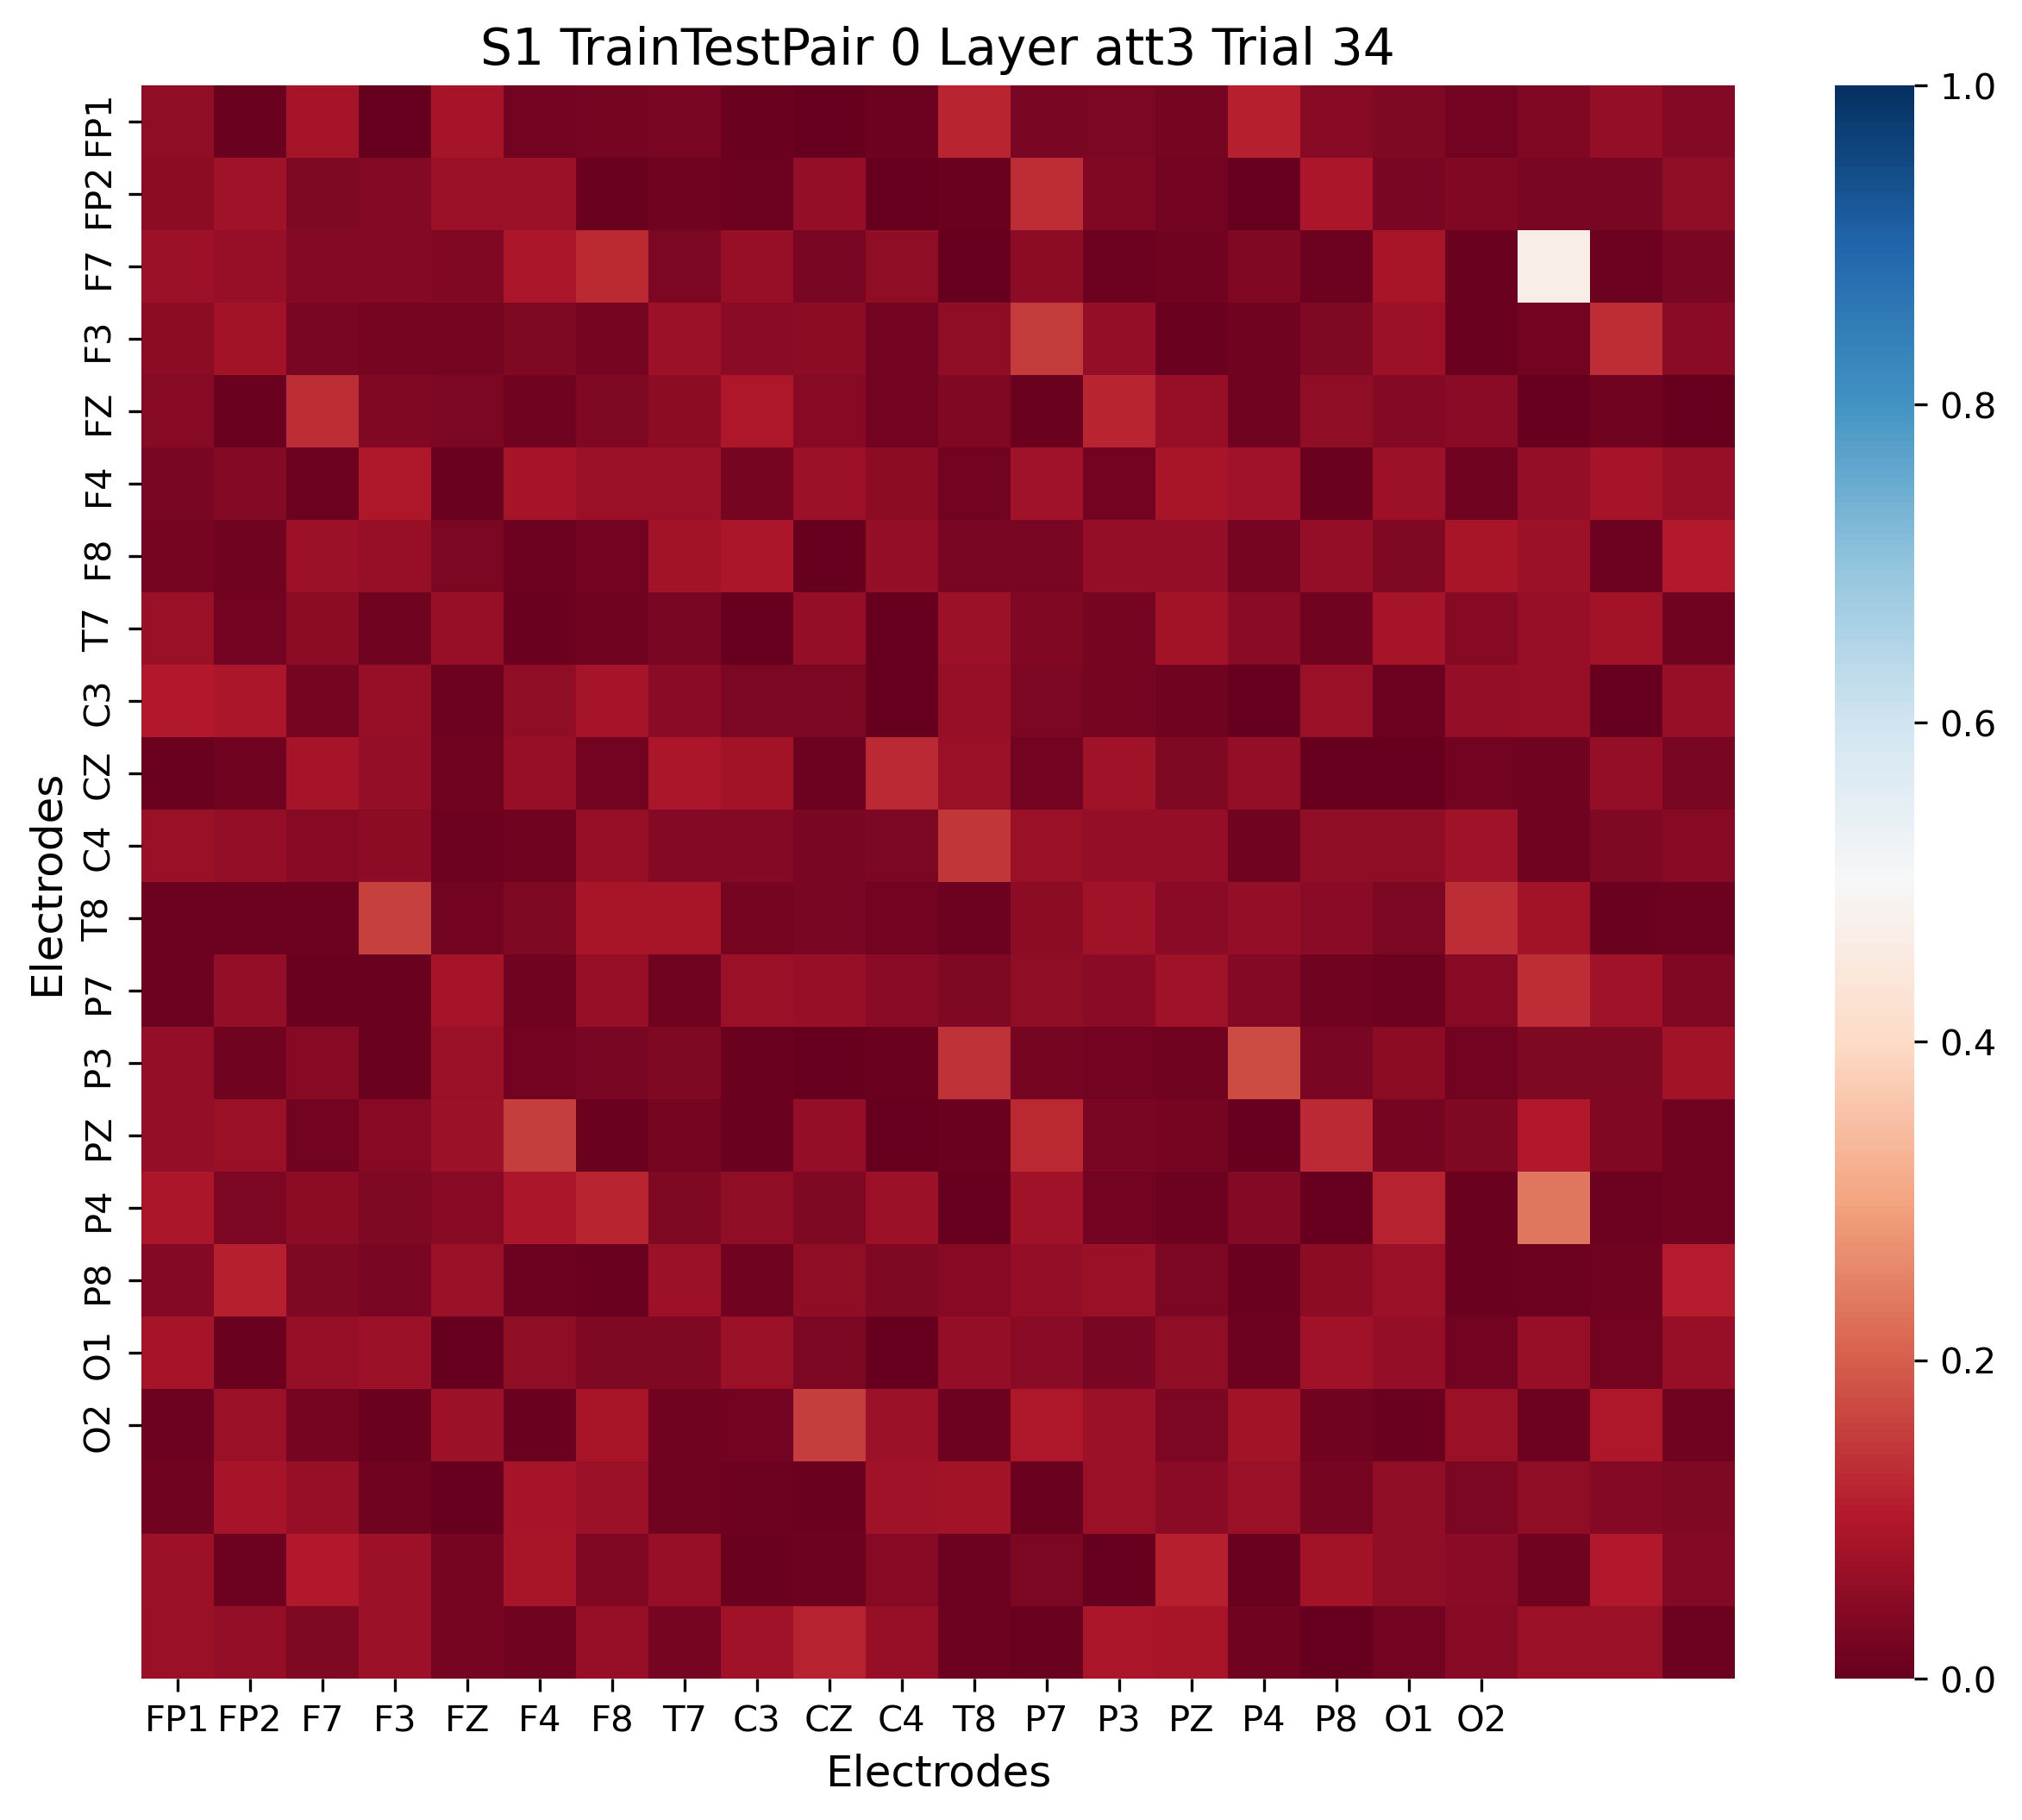 S1 TrainTestPair 0 Layer att3 Trial 34
Electrodes
FP1
FP2
F7
F3
FZ
F4
F8
T7
C3
CZ
C4
T8
P7
P3
PZ
P4
P8
O1
O2
FP1 FP2 F7 F3 FZ F4 F8 T7 C3 CZ C4 T8 P7 P3 PZ P4 P8 O1 O2
Electrodes
1.0
0.8
0.6
0.4
0.2
0.0